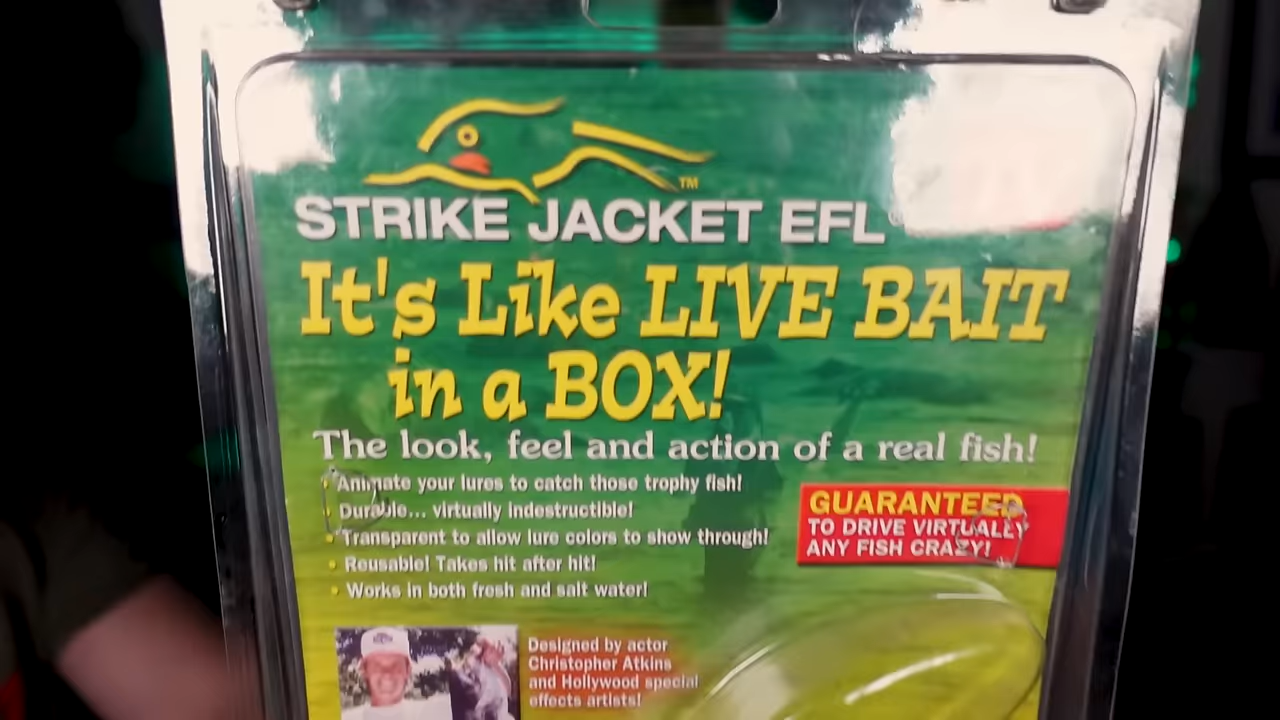 TM
STRIKE JACKET EFL®
It's Like LIVE BAIT
in a BOX!
The look, feel and action of a real fish!
• Animate your lures to catch those trophy fish!
• Durable... virtually indestructible!
• Transparent to allow lure colors to show through!
• Reusable! Takes hit after hit!
• Works in both fresh and salt water!
GUARANTEED
TO DRIVE VIRTUALLY
ANY FISH CRAZY!
Designed by actor
Christopher Atkins
and Hollywood special
effects artists!